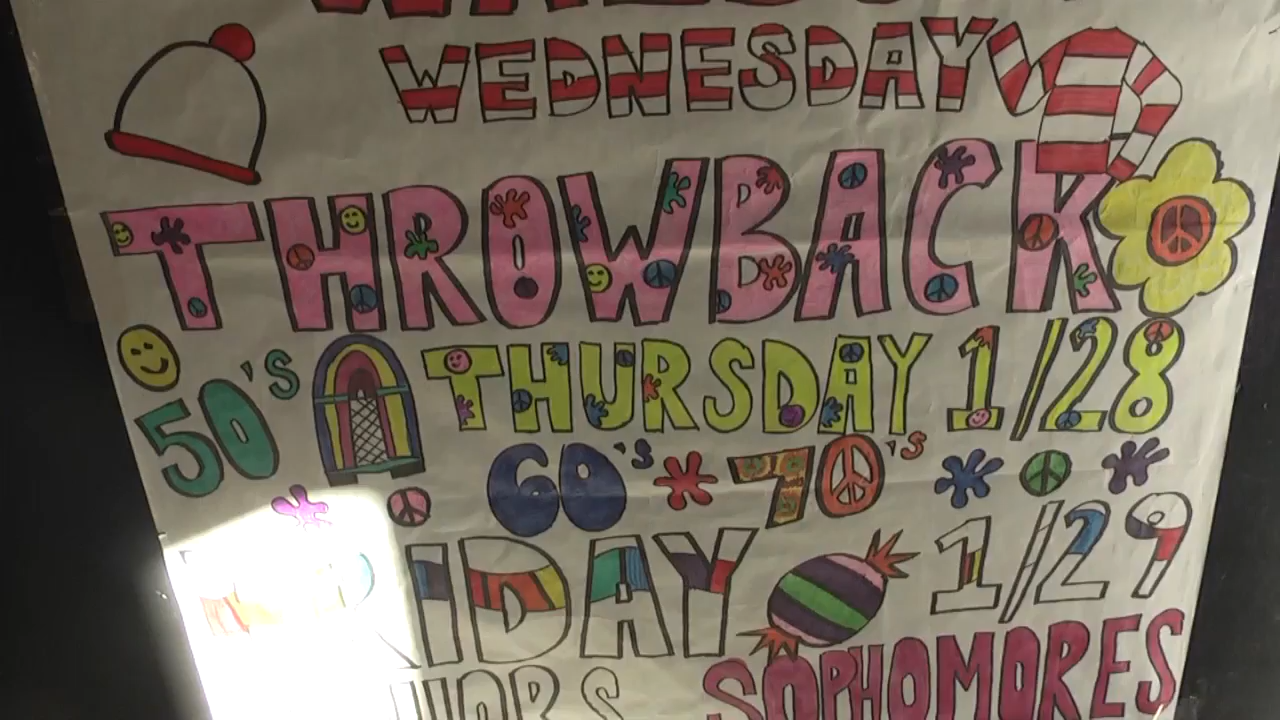 WEDNESDAY
THROWBACK
50'S THURSDAY 1/28
60'S 70'S
IDAY 1/29
SOPHOMORES